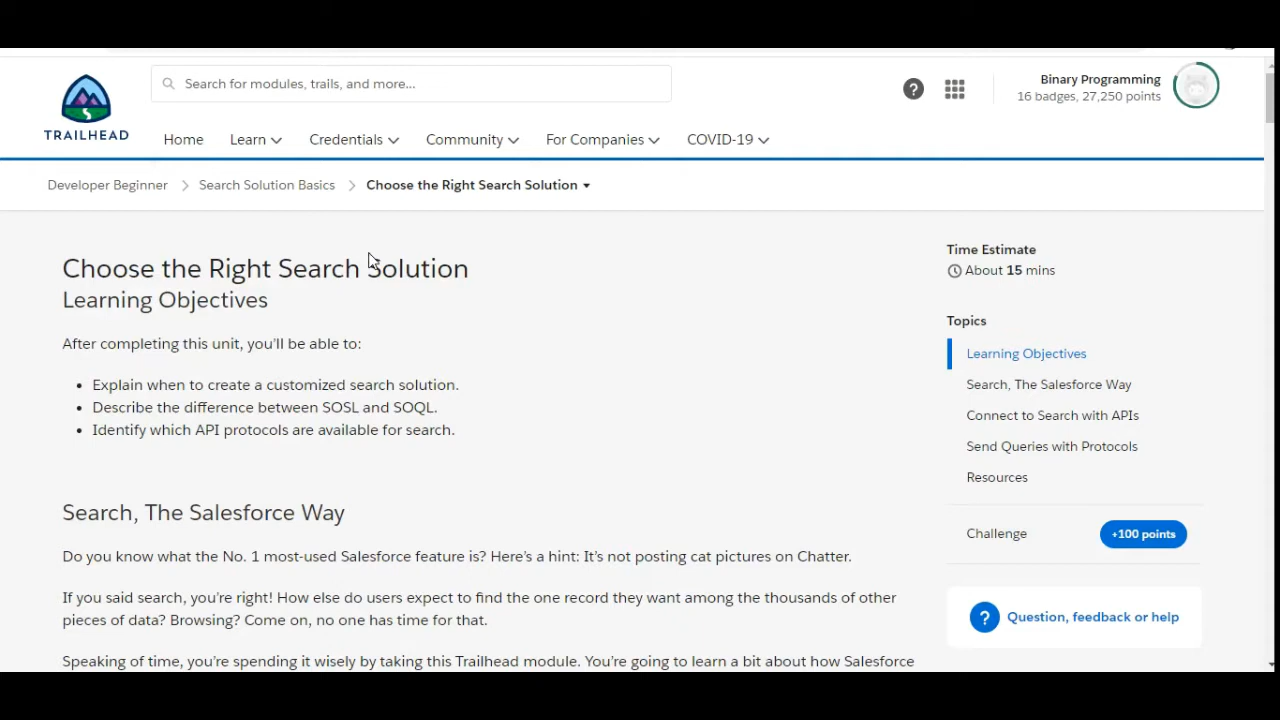 Search for modules, trails, and more...
?
Binary Programming
16 badges, 27,250 points
TRAILHEAD
Home Learn Credentials Community For Companies COVID-19
Developer Beginner > Search Solution Basics > Choose the Right Search Solution
Choose the Right Search Solution
Learning Objectives
After completing this unit, you'll be able to:
• Explain when to create a customized search solution.
• Describe the difference between SOSL and SOQL.
• Identify which API protocols are available for search.
Search, The Salesforce Way
Do you know what the No. 1 most-used Salesforce feature is? Here's a hint: It's not posting cat pictures on Chatter.
If you said search, you're right! How else do users expect to find the one record they want among the thousands of other
pieces of data? Browsing? Come on, no one has time for that.
Speaking of time, you're spending it wisely by taking this Trailhead module. You're going to learn a bit about how Salesforce
Time Estimate
About 15 mins
Topics
Learning Objectives
Search, The Salesforce Way
Connect to Search with APIs
Send Queries with Protocols
Resources
Challenge +100 points
? Question, feedback or help